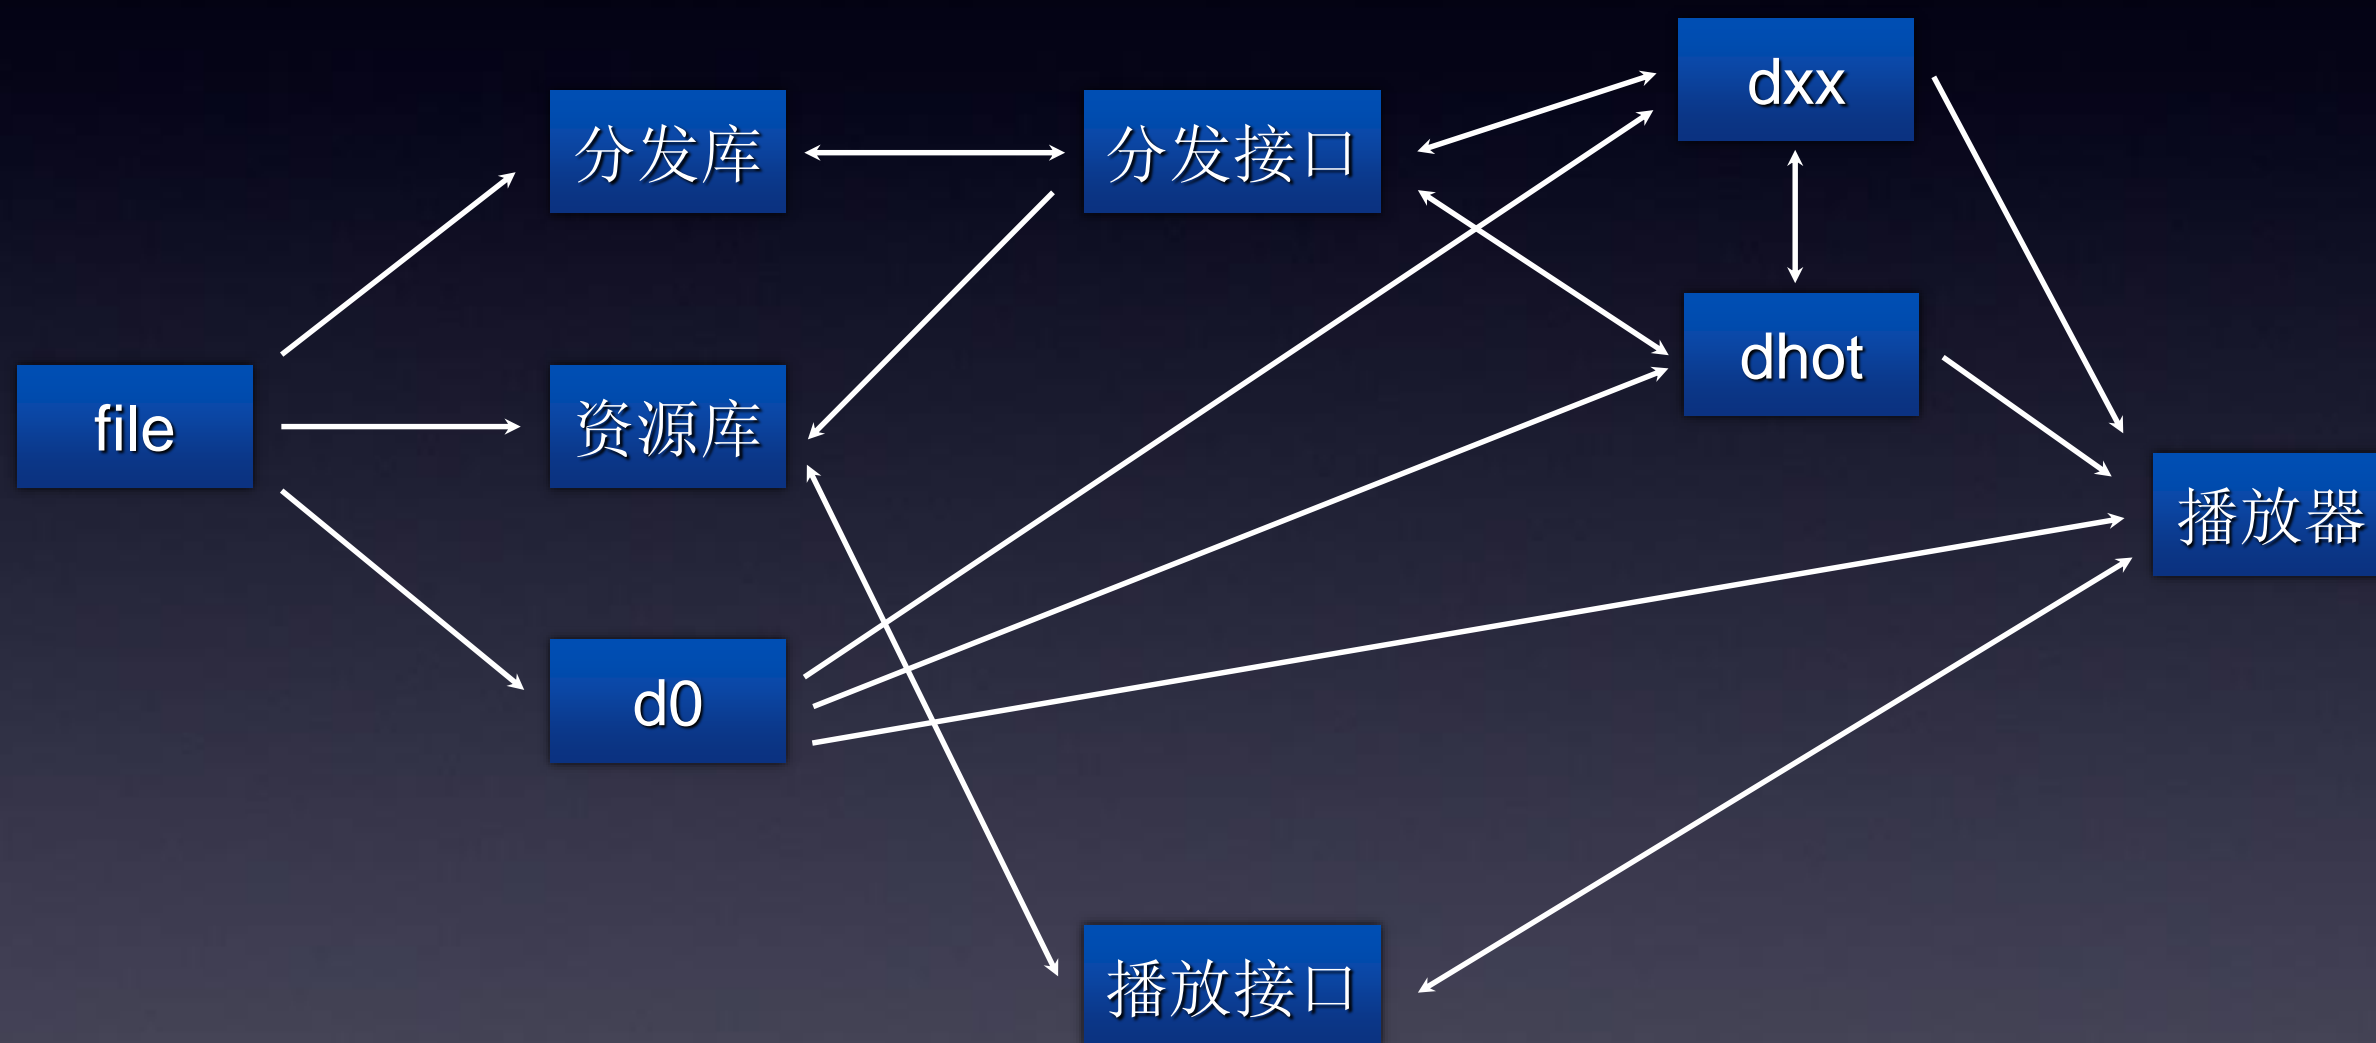 dxx
分发库
分发接口
dhot
file
资源库
播放器
d0
播放接口